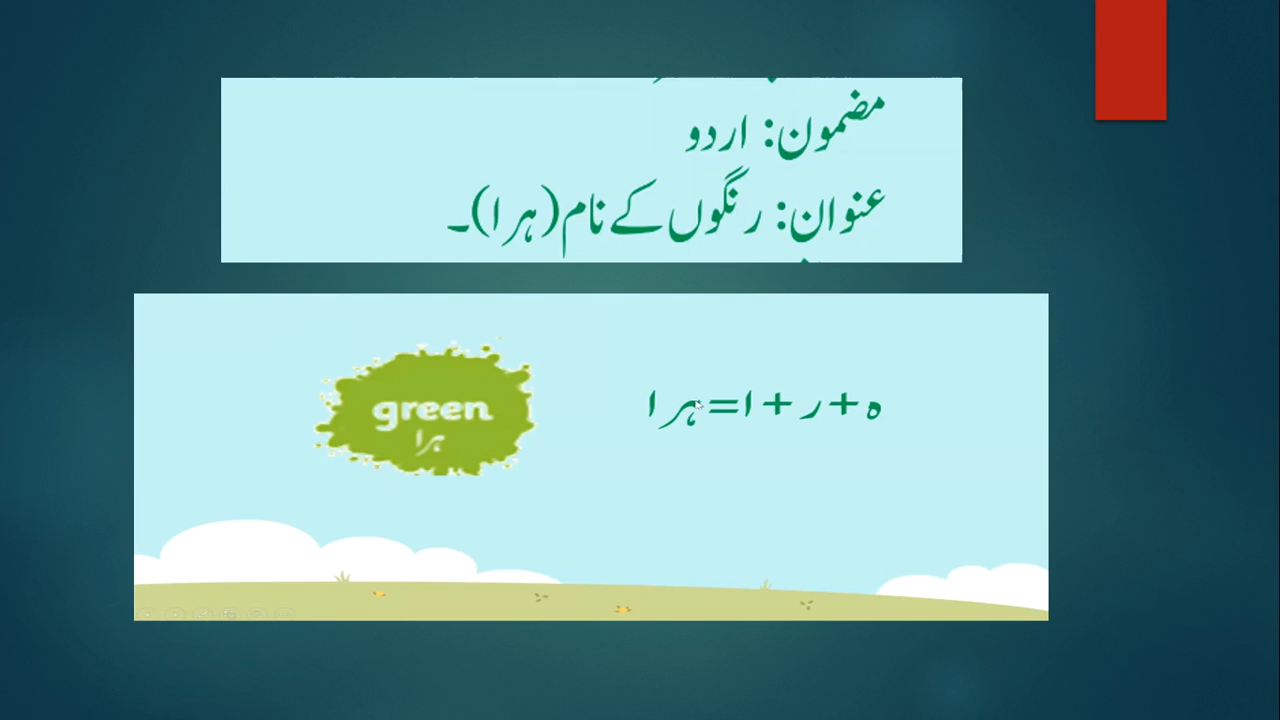 مضمون: اردو
عنوان: رنگوں کے نام(ہرا)۔
ہ+ر+ا=ہرا
green
ہرا